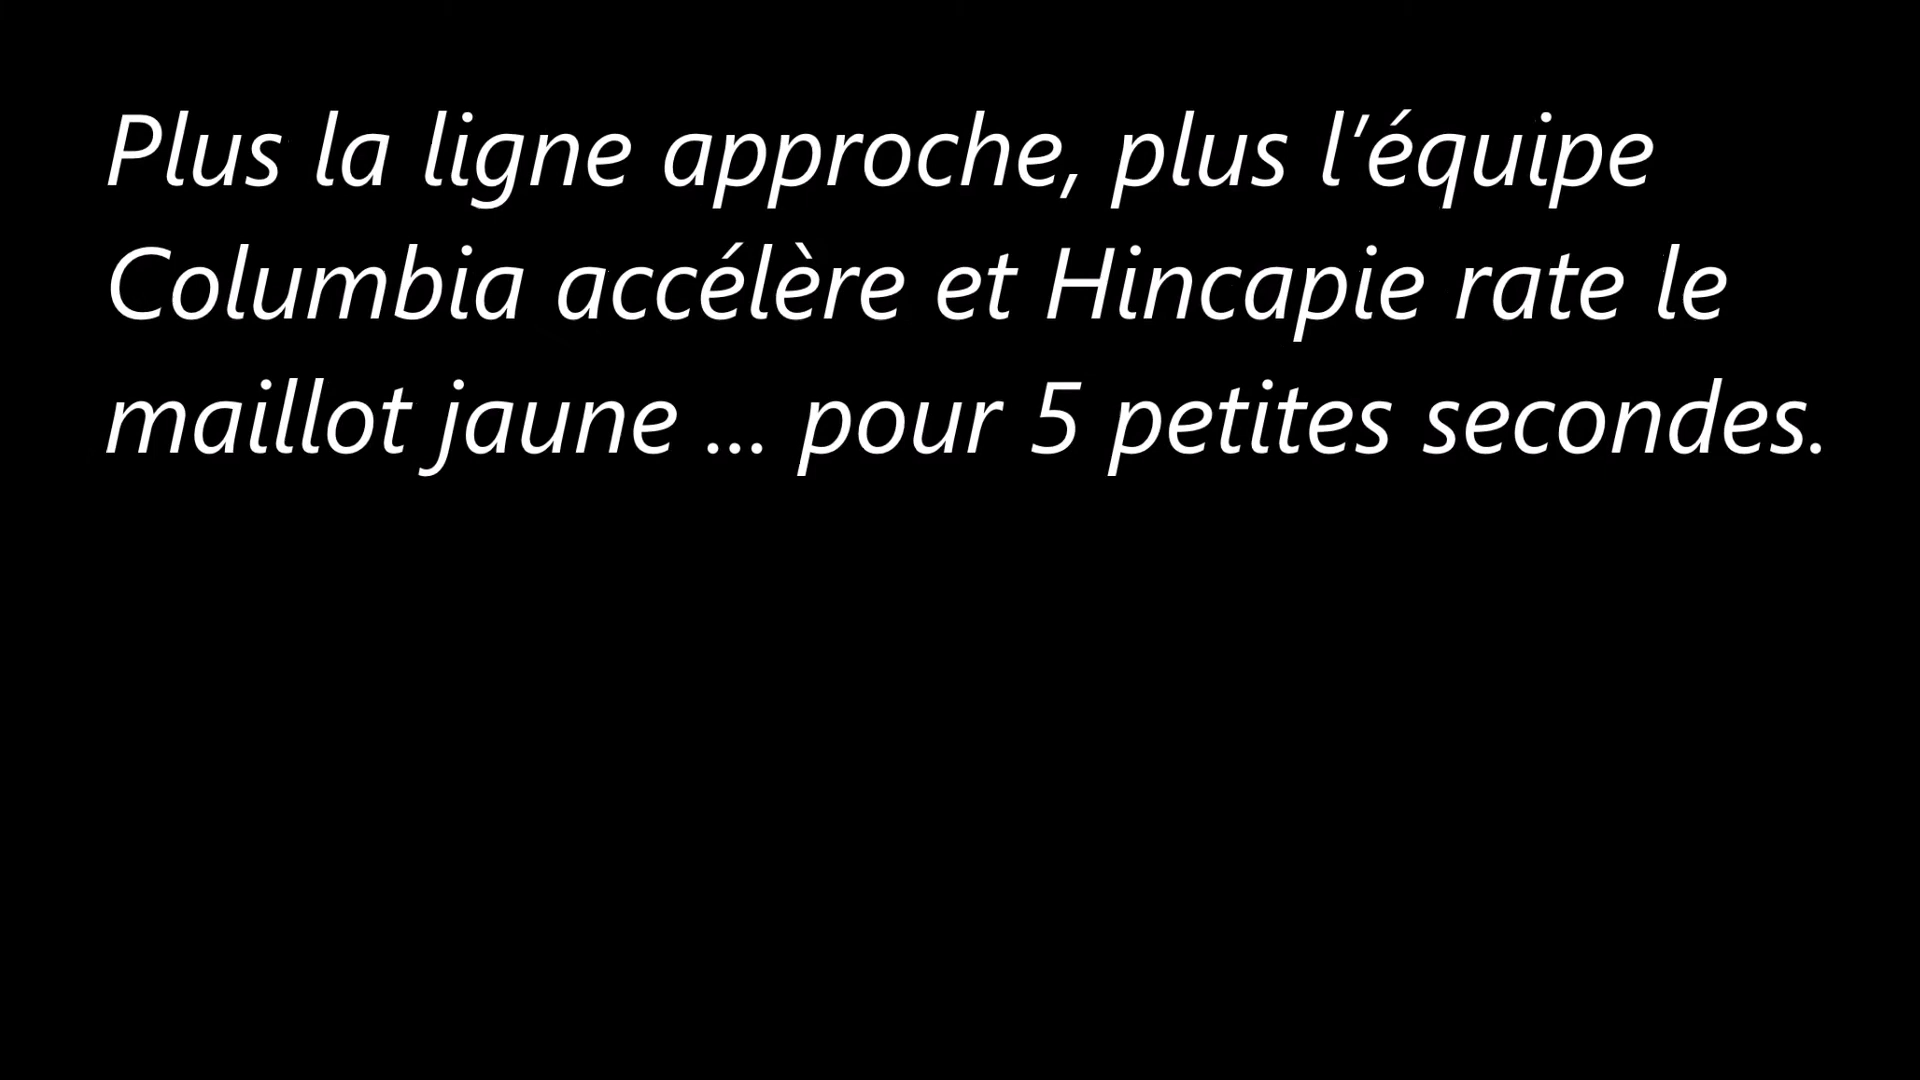 Plus la ligne approche, plus l’équipe
Columbia accélère et Hincapie rate le
maillot jaune ... pour 5 petites secondes.